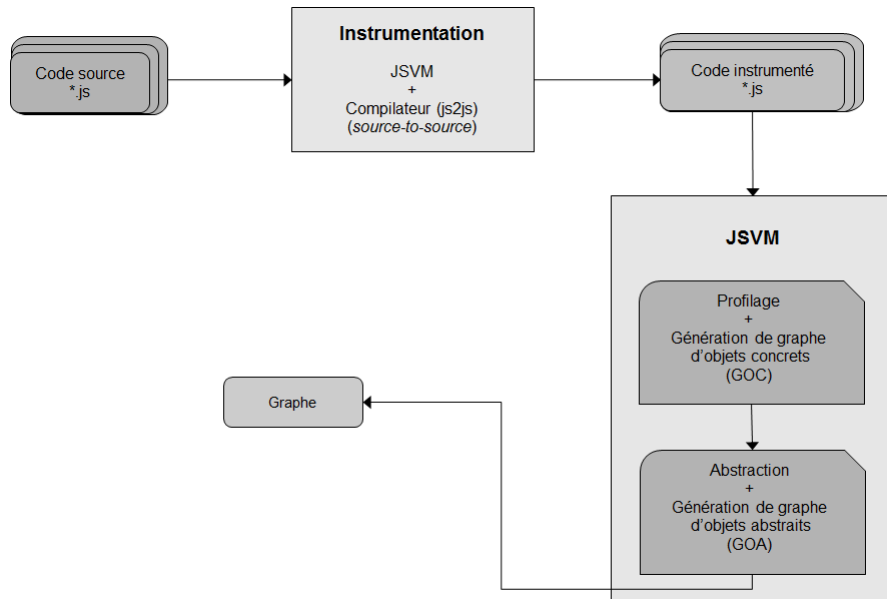 Code source
*.js
Instrumentation
JSVM
+
Compilateur (js2js)
(source-to-source)
Code instrumenté
*.js
JSVM
Profilage
+
Génération de graphe
d'objets concrets
(GOC)
Graphe
Abstraction
+
Génération de graphe
d'objets abstraits
(GOA)